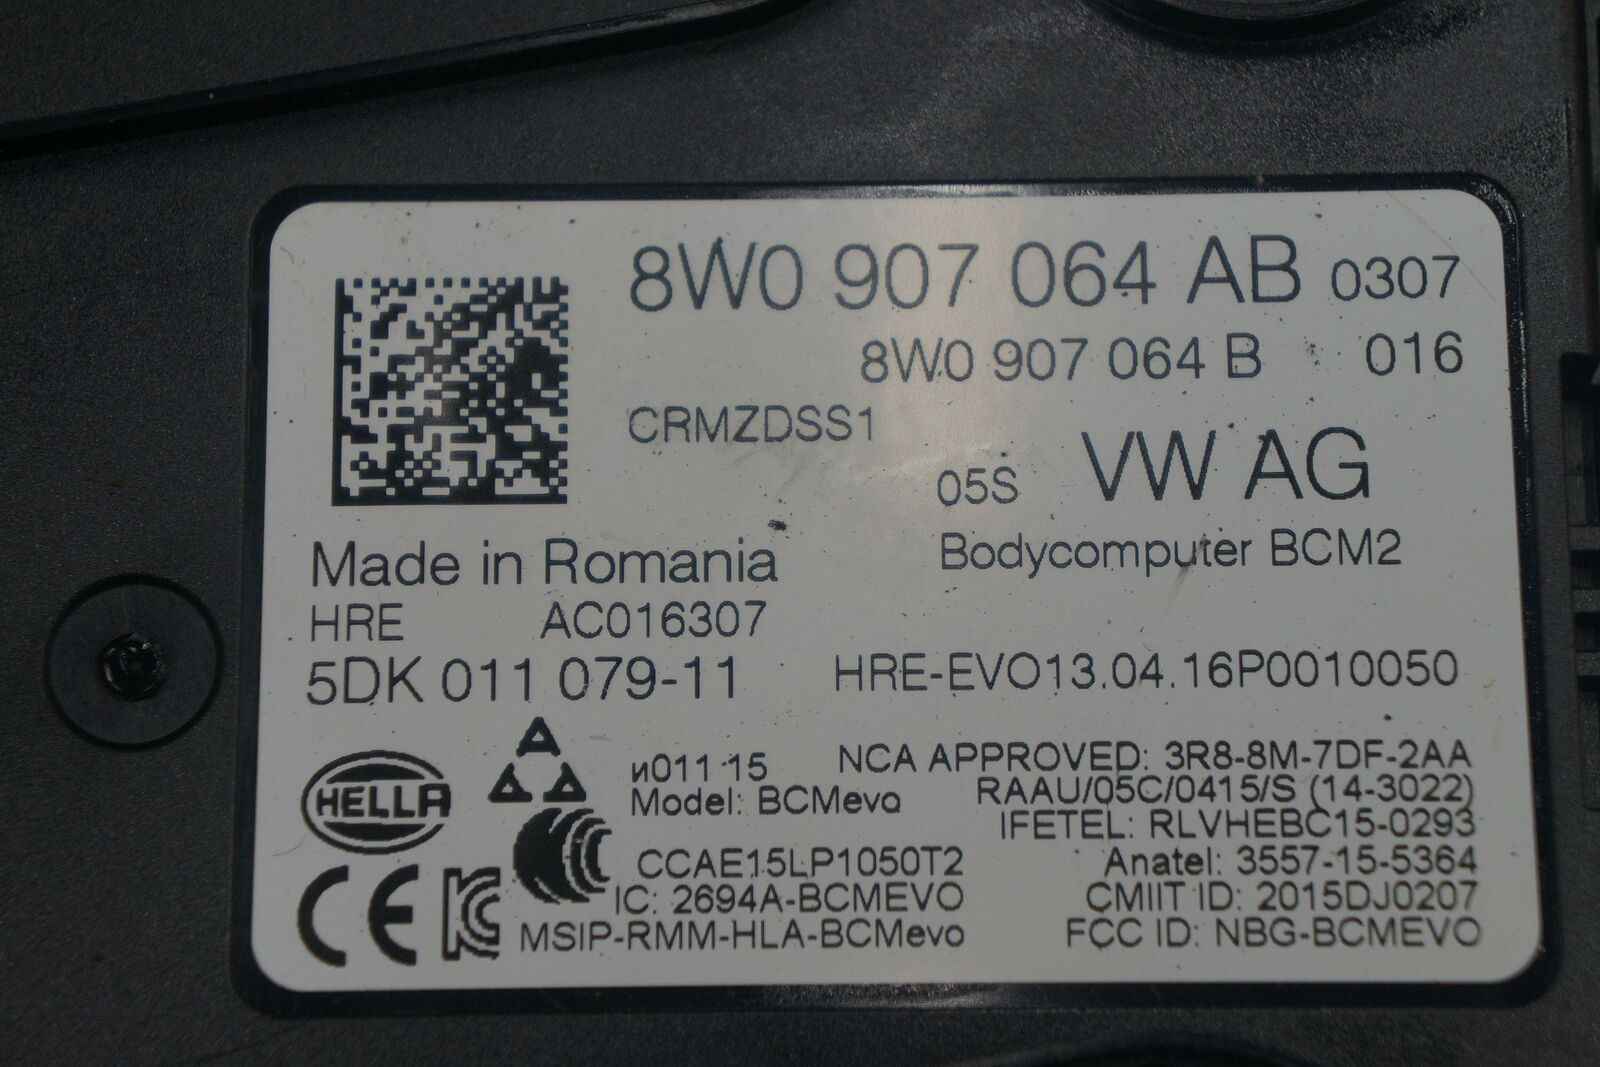 8W0 907 064 AB 0307
8W0 907 064 B 016
CRMZDSS1
05S VW AG
Bodycomputer BCM2
Made in Romania
HRE AC016307
5DK 011 079-11 HRE-EVO13.04.16P0010050
HELLA
и011 15
Model: BCMevo
CCAE15LP1050T2
IC: 2694A-BCMEVO
MSIP-RMM-HLA-BCMevo
NCA APPROVED: 3R8-8M-7DF-2AA
RAAU/05C/0415/S (14-3022)
IFETEL: RLVHEBC15-0293
Anatel: 3557-15-5364
CMIIT ID: 2015DJ0207
FCC ID: NBG-BCMEVO
CE